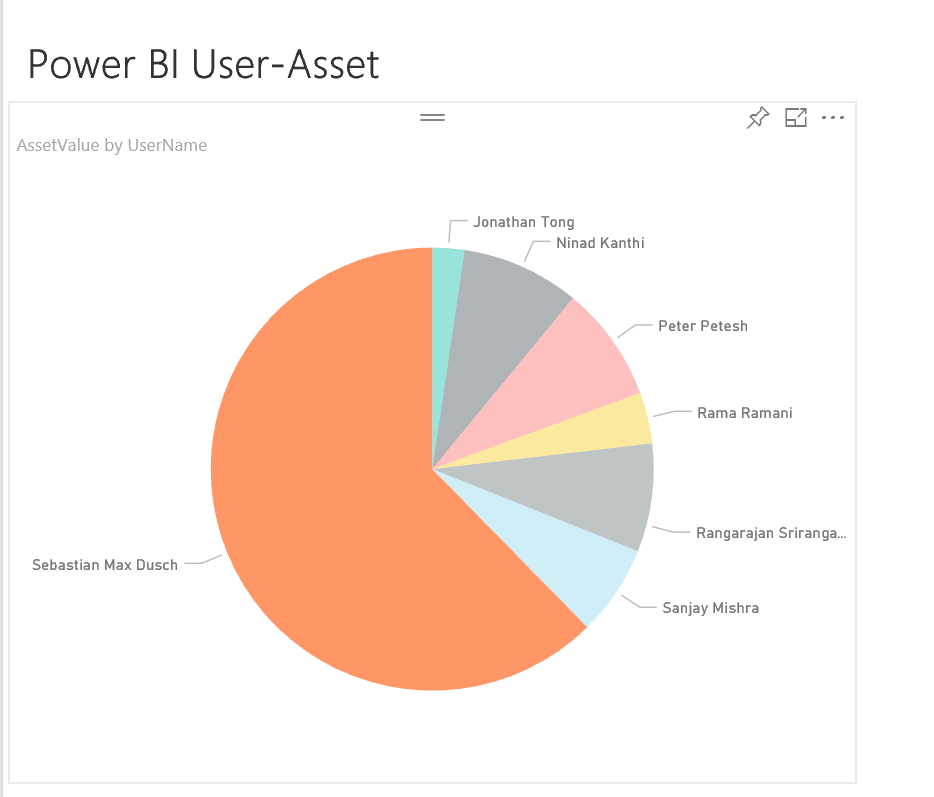 Power BI User-Asset
AssetValue by UserName
Jonathan Tong
Ninad Kanthi
Peter Petesh
Rama Ramani
Rangarajan Sriranga...
Sebastian Max Dusch
Sanjay Mishra